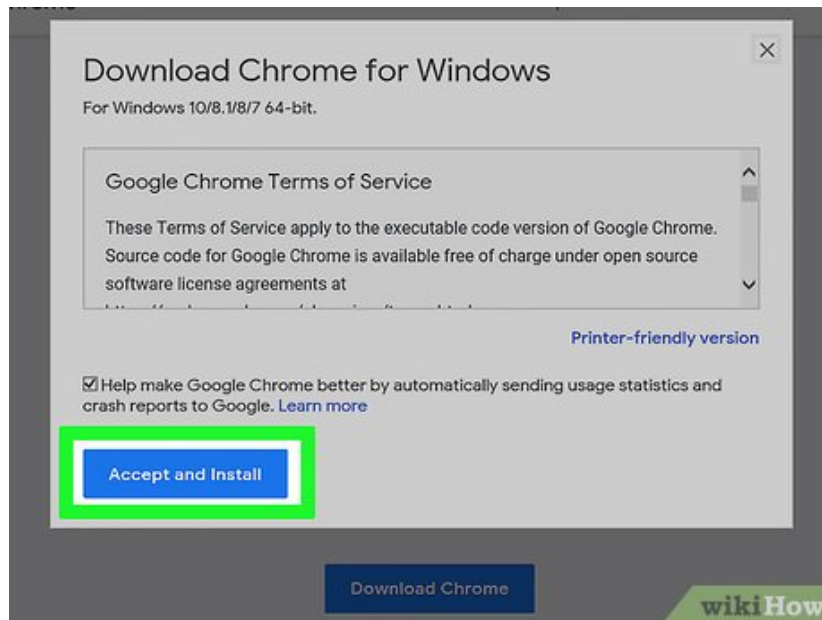 Download Chrome for Windows
For Windows 10/8.1/8/7 64-bit.
Google Chrome Terms of Service
These Terms of Service apply to the executable code version of Google Chrome.
Source code for Google Chrome is available free of charge under open source
software license agreements at
Printer-friendly version
Help make Google Chrome better by automatically sending usage statistics and
crash reports to Google. Learn more
Accept and Install
Download Chrome
wikiHow